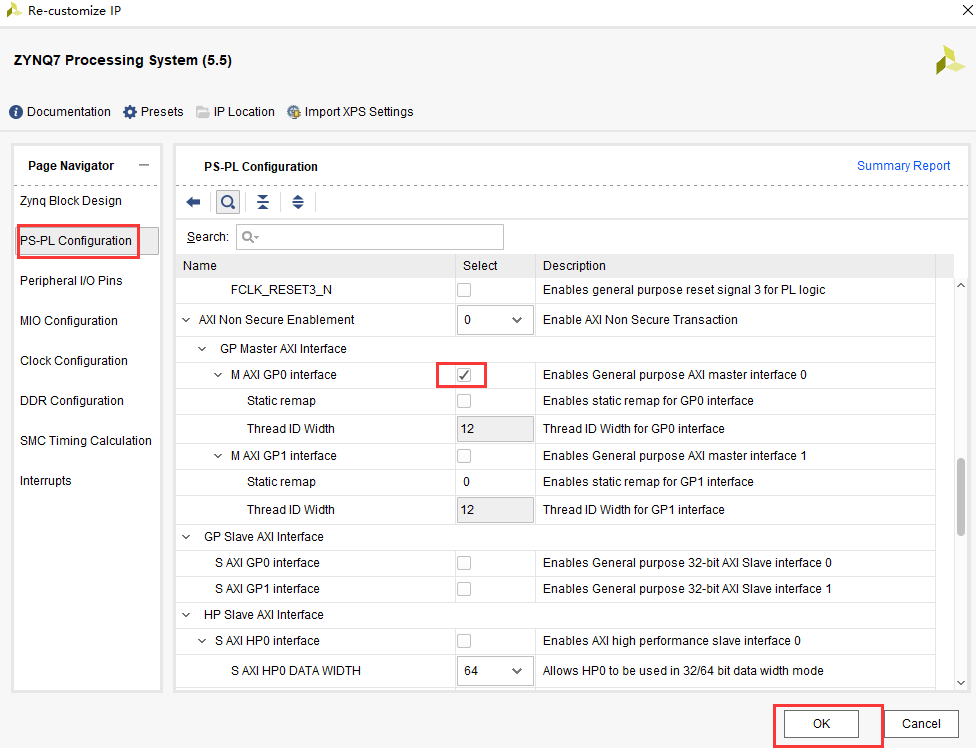 Re-customize IP
ZYNQ7 Processing System (5.5)
Documentation Presets IP Location Import XPS Settings
Page Navigator
Zynq Block Design
PS-PL Configuration
Peripheral I/O Pins
MIO Configuration
Clock Configuration
DDR Configuration
SMC Timing Calculation
Interrupts
PS-PL Configuration Summary Report
Search:
Name Select Description
FCLK_RESET3_N Enables general purpose reset signal 3 for PL logic
AXI Non Secure Enablement 0 Enable AXI Non Secure Transaction
GP Master AXI Interface
M AXI GP0 interface Enables General purpose AXI master interface 0
Static remap Enables static remap for GP0 interface
Thread ID Width 12 Thread ID Width for GP0 interface
M AXI GP1 interface Enables General purpose AXI master interface 1
Static remap 0 Enables static remap for GP1 interface
Thread ID Width 12 Thread ID Width for GP1 interface
GP Slave AXI Interface
S AXI GP0 interface Enables General purpose 32-bit AXI Slave interface 0
S AXI GP1 interface Enables General purpose 32-bit AXI Slave interface 1
HP Slave AXI Interface
S AXI HP0 interface Enables AXI high performance slave interface 0
S AXI HP0 DATA WIDTH 64 Allows HP0 to be used in 32/64 bit data width mode
OK Cancel